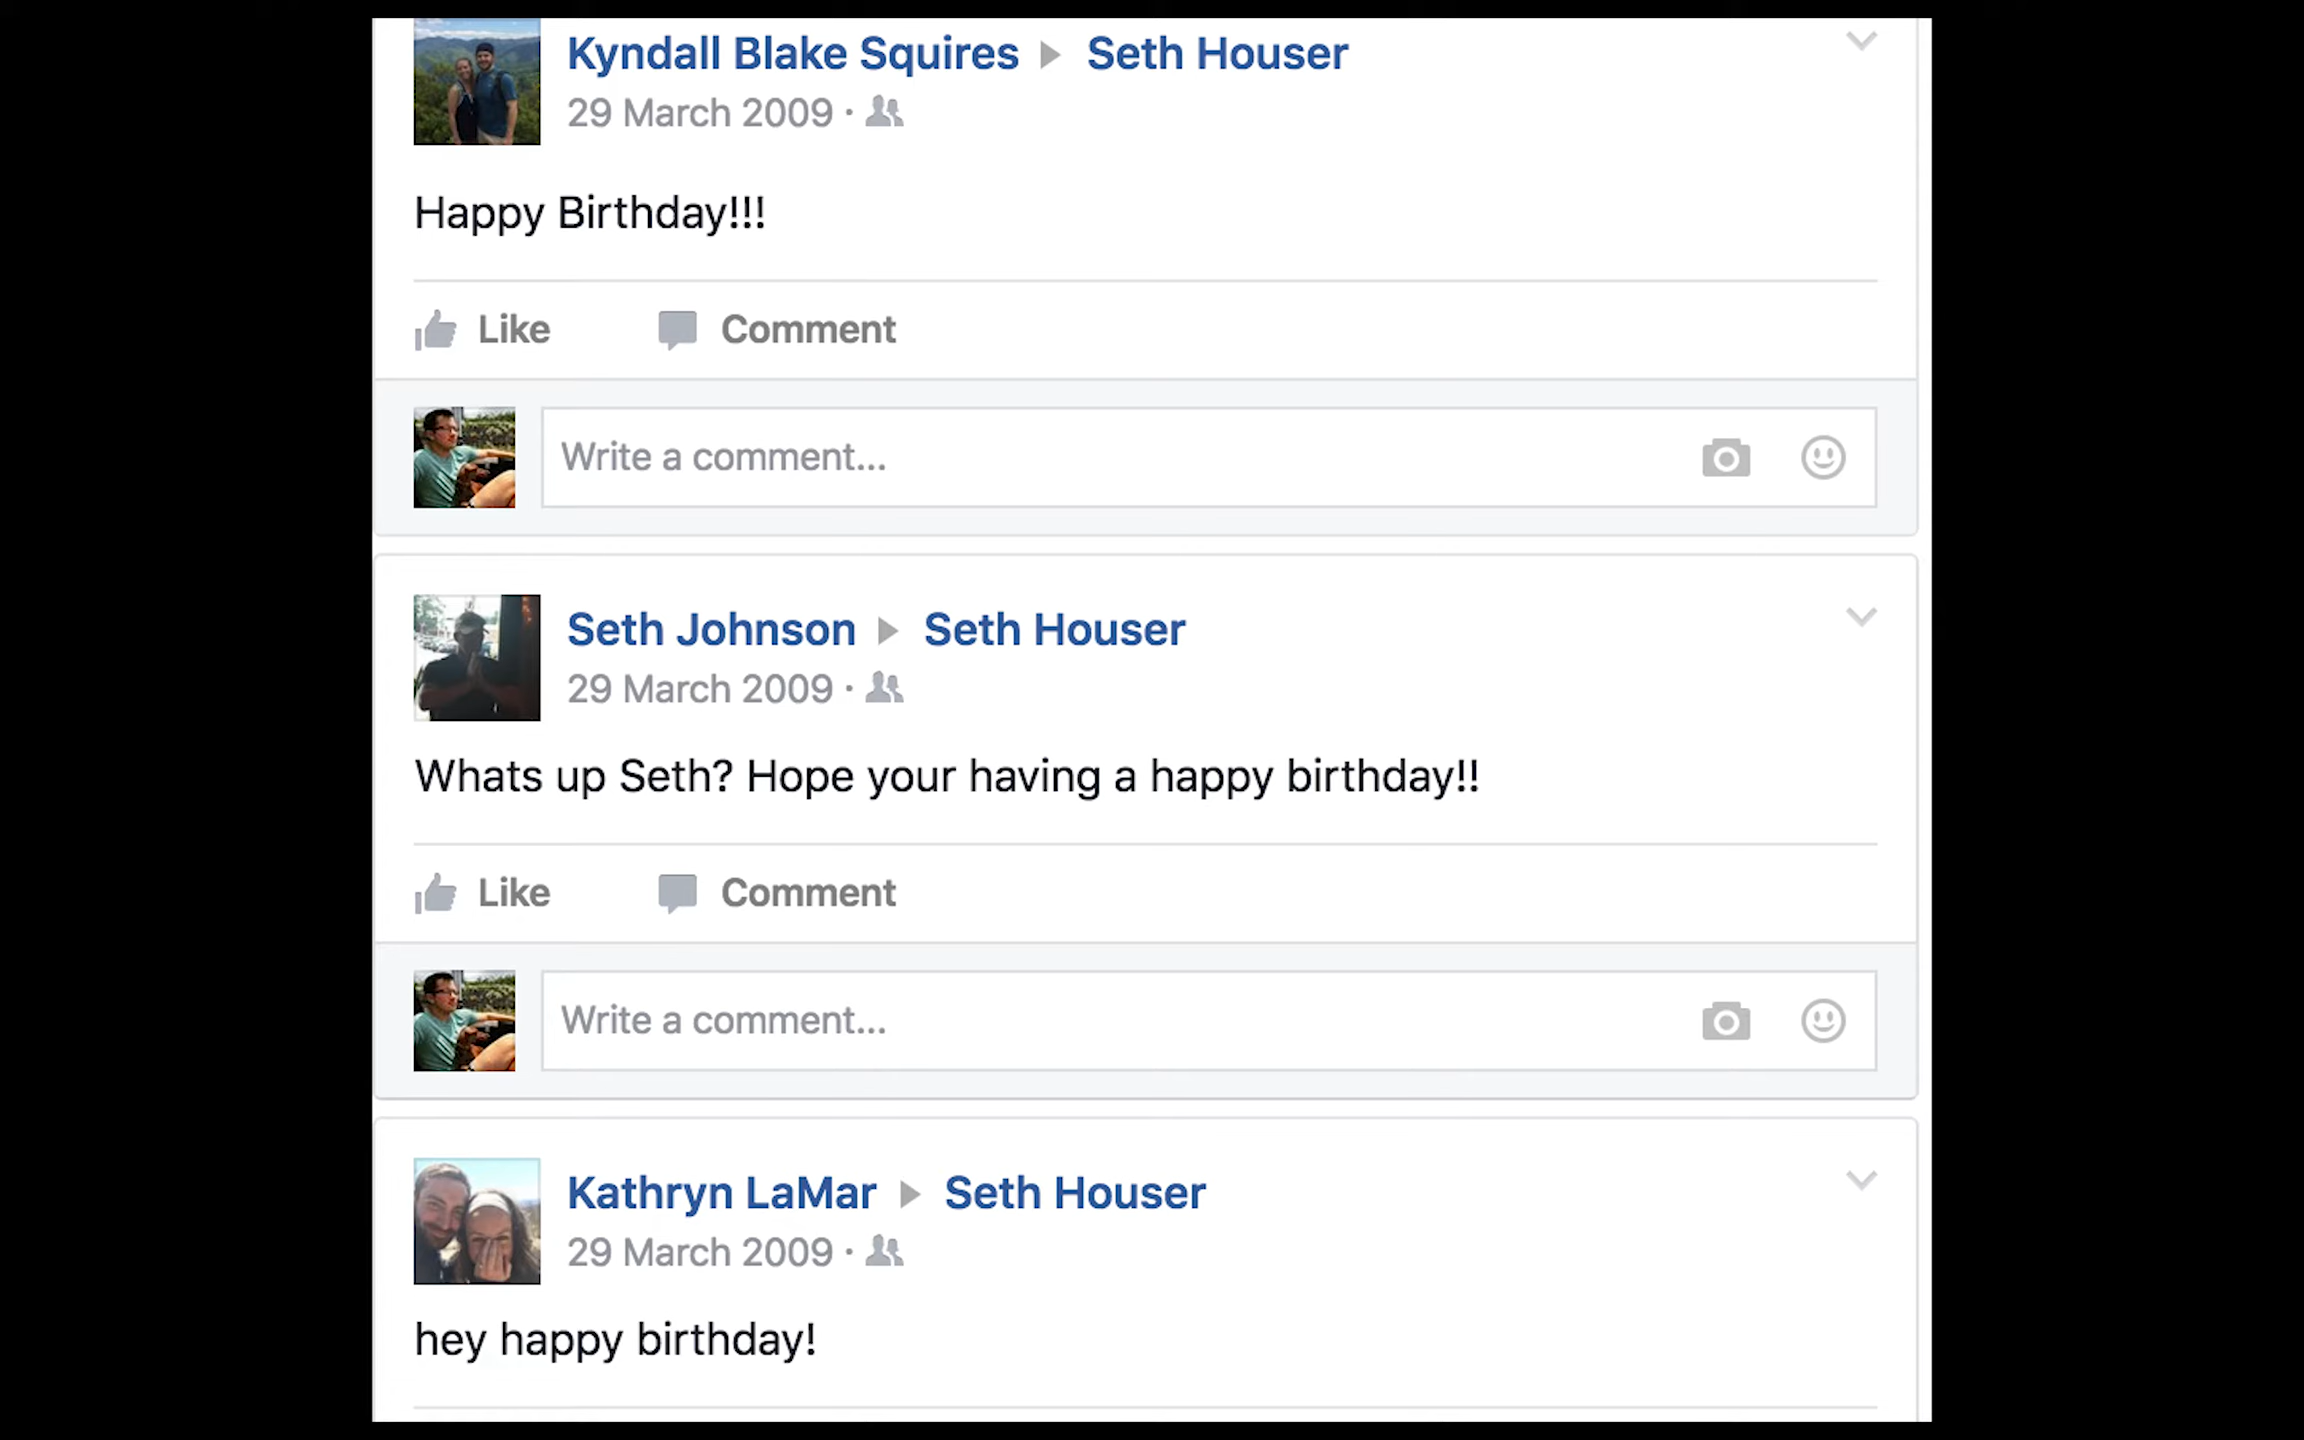 Kyndall Blake Squires Seth Houser
29 March 2009 ·
Happy Birthday!!!
Like Comment
Write a comment...
Seth Johnson Seth Houser
29 March 2009 ·
Whats up Seth? Hope your having a happy birthday!!
Like Comment
Write a comment...
Kathryn LaMar Seth Houser
29 March 2009 ·
hey happy birthday!